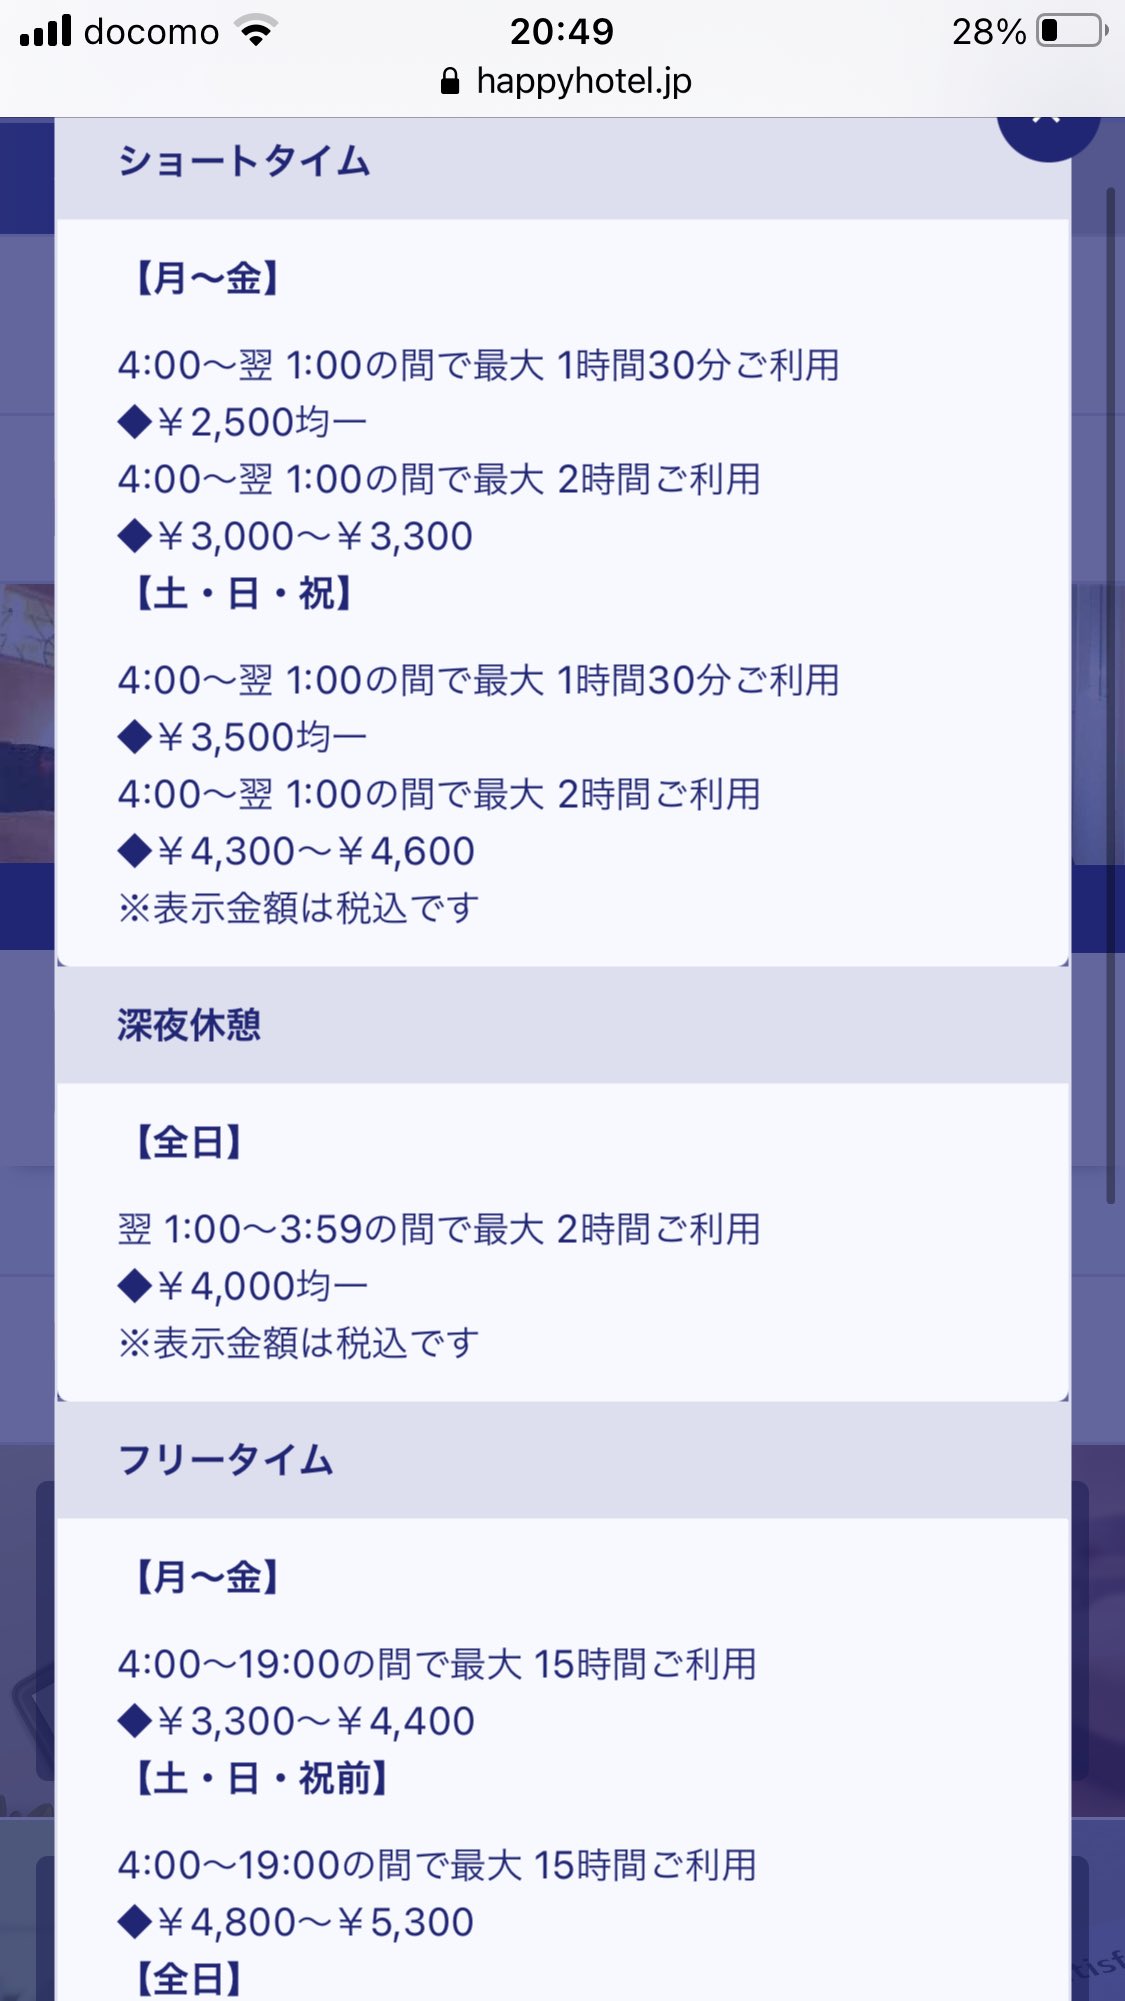 docomo 20:49 28%
happyhotel.jp
ショートタイム
【月〜金】
4:00〜翌 1:00の間で最大 1時間30分ご利用
◆￥2,500均一
4:00〜翌 1:00の間で最大 2時間ご利用
◆￥3,000〜￥3,300
【土・日・祝】
4:00〜翌 1:00の間で最大 1時間30分ご利用
◆￥3,500均一
4:00〜翌 1:00の間で最大 2時間ご利用
◆￥4,300〜￥4,600
※表示金額は税込です
深夜休憩
【全日】
翌 1:00〜3:59の間で最大 2時間ご利用
◆￥4,000均一
※表示金額は税込です
フリータイム
【月〜金】
4:00〜19:00の間で最大 15時間ご利用
◆￥3,300〜￥4,400
【土・日・祝前】
4:00〜19:00の間で最大 15時間ご利用
◆￥4,800〜￥5,300
【全日】